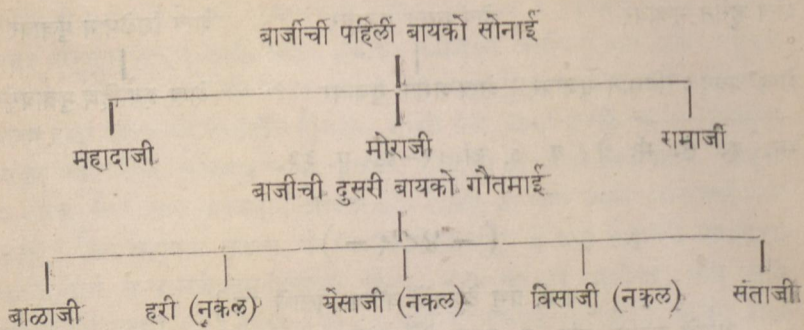 बाजींची पहिली बायको सोनाई
महादाजी मोराजी रामाजी
बाजींची दुसरी बायको गौतमाई
बाळाजी हरी (नकल) येसाजी (नकल) विसाजी (नकल) संताजी